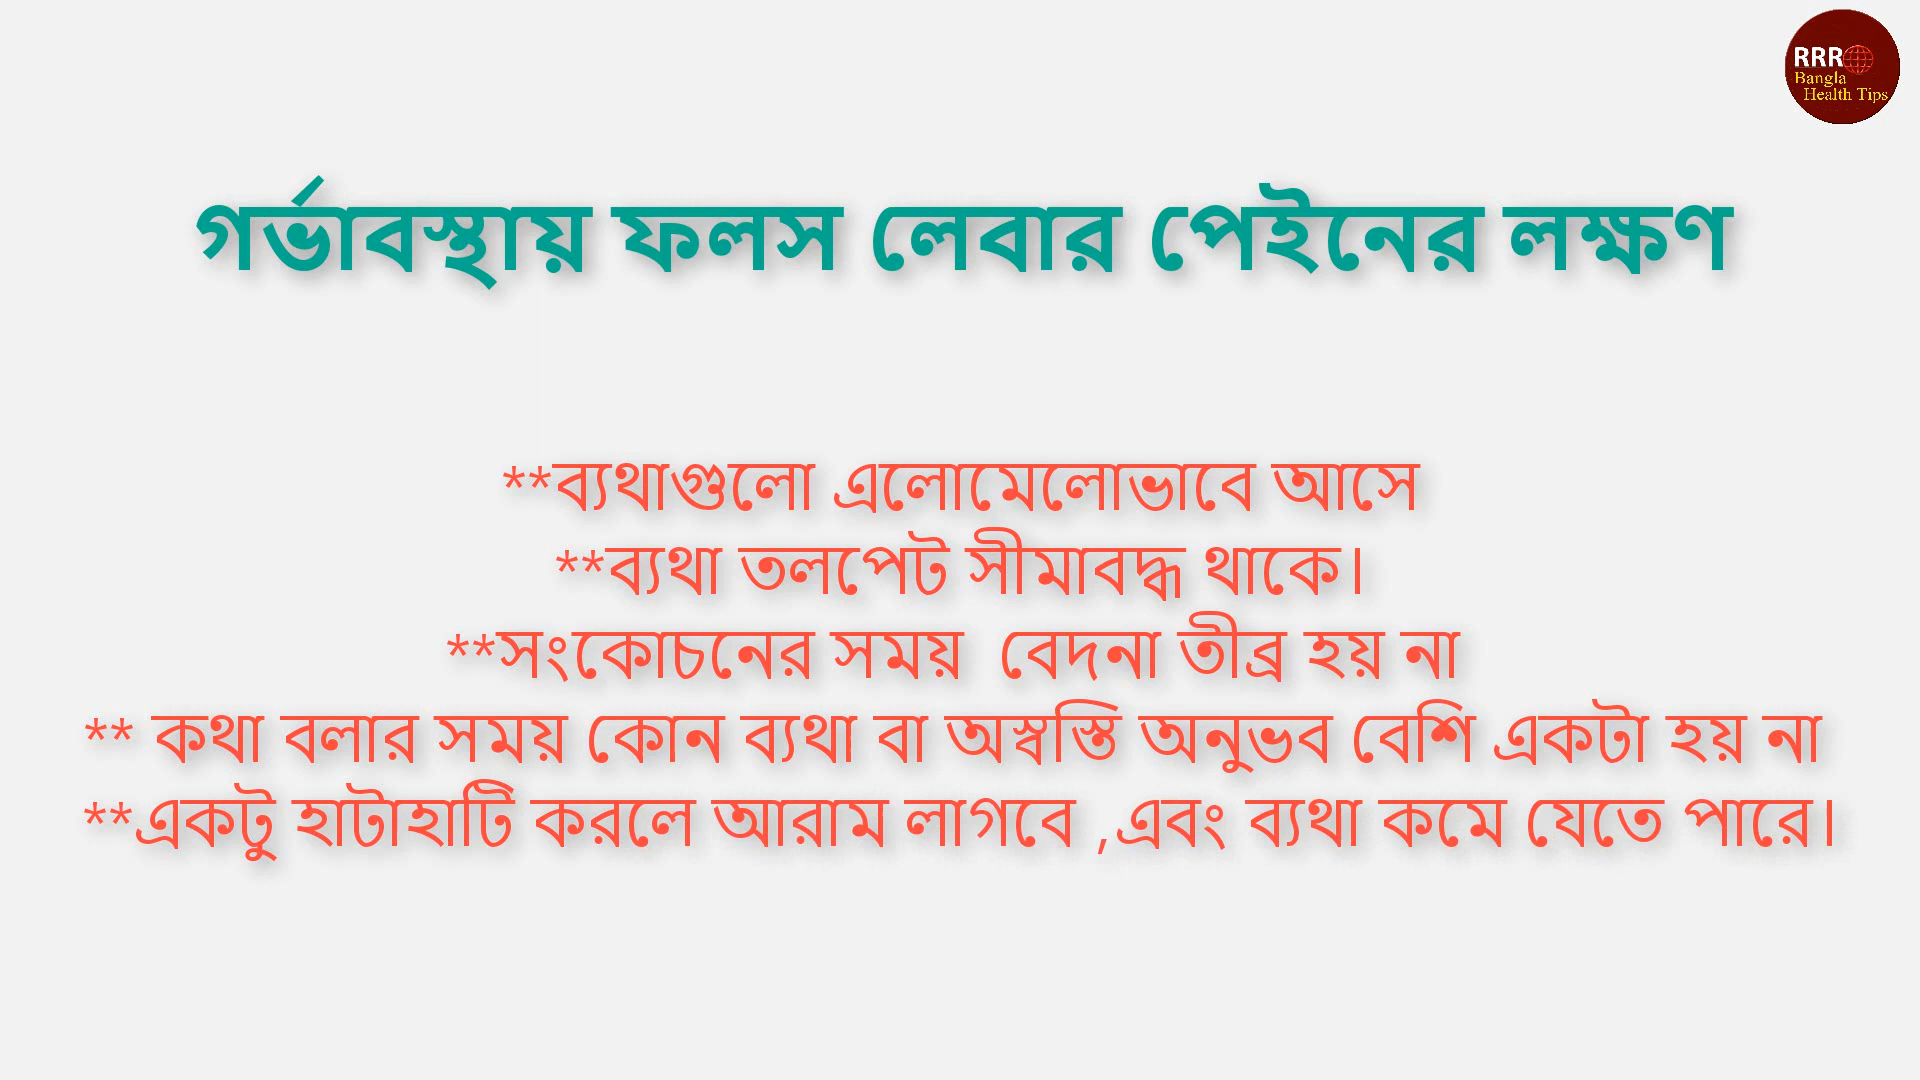 RRR
Bangla
Health Tips
গর্ভাবস্থায় ফলস লেবার পেইনের লক্ষণ
**ব্যথাগুলো এলোমেলোভাবে আসে
**ব্যথা তলপেট সীমাবদ্ধ থাকে।
**সংকোচনের সময়  বেদনা তীব্র হয় না
** কথা বলার সময় কোন ব্যথা বা অস্বস্তি অনুভব বেশি একটা হয় না
**একটু হাটাহাটি করলে আরাম লাগবে ,এবং ব্যথা কমে যেতে পারে।